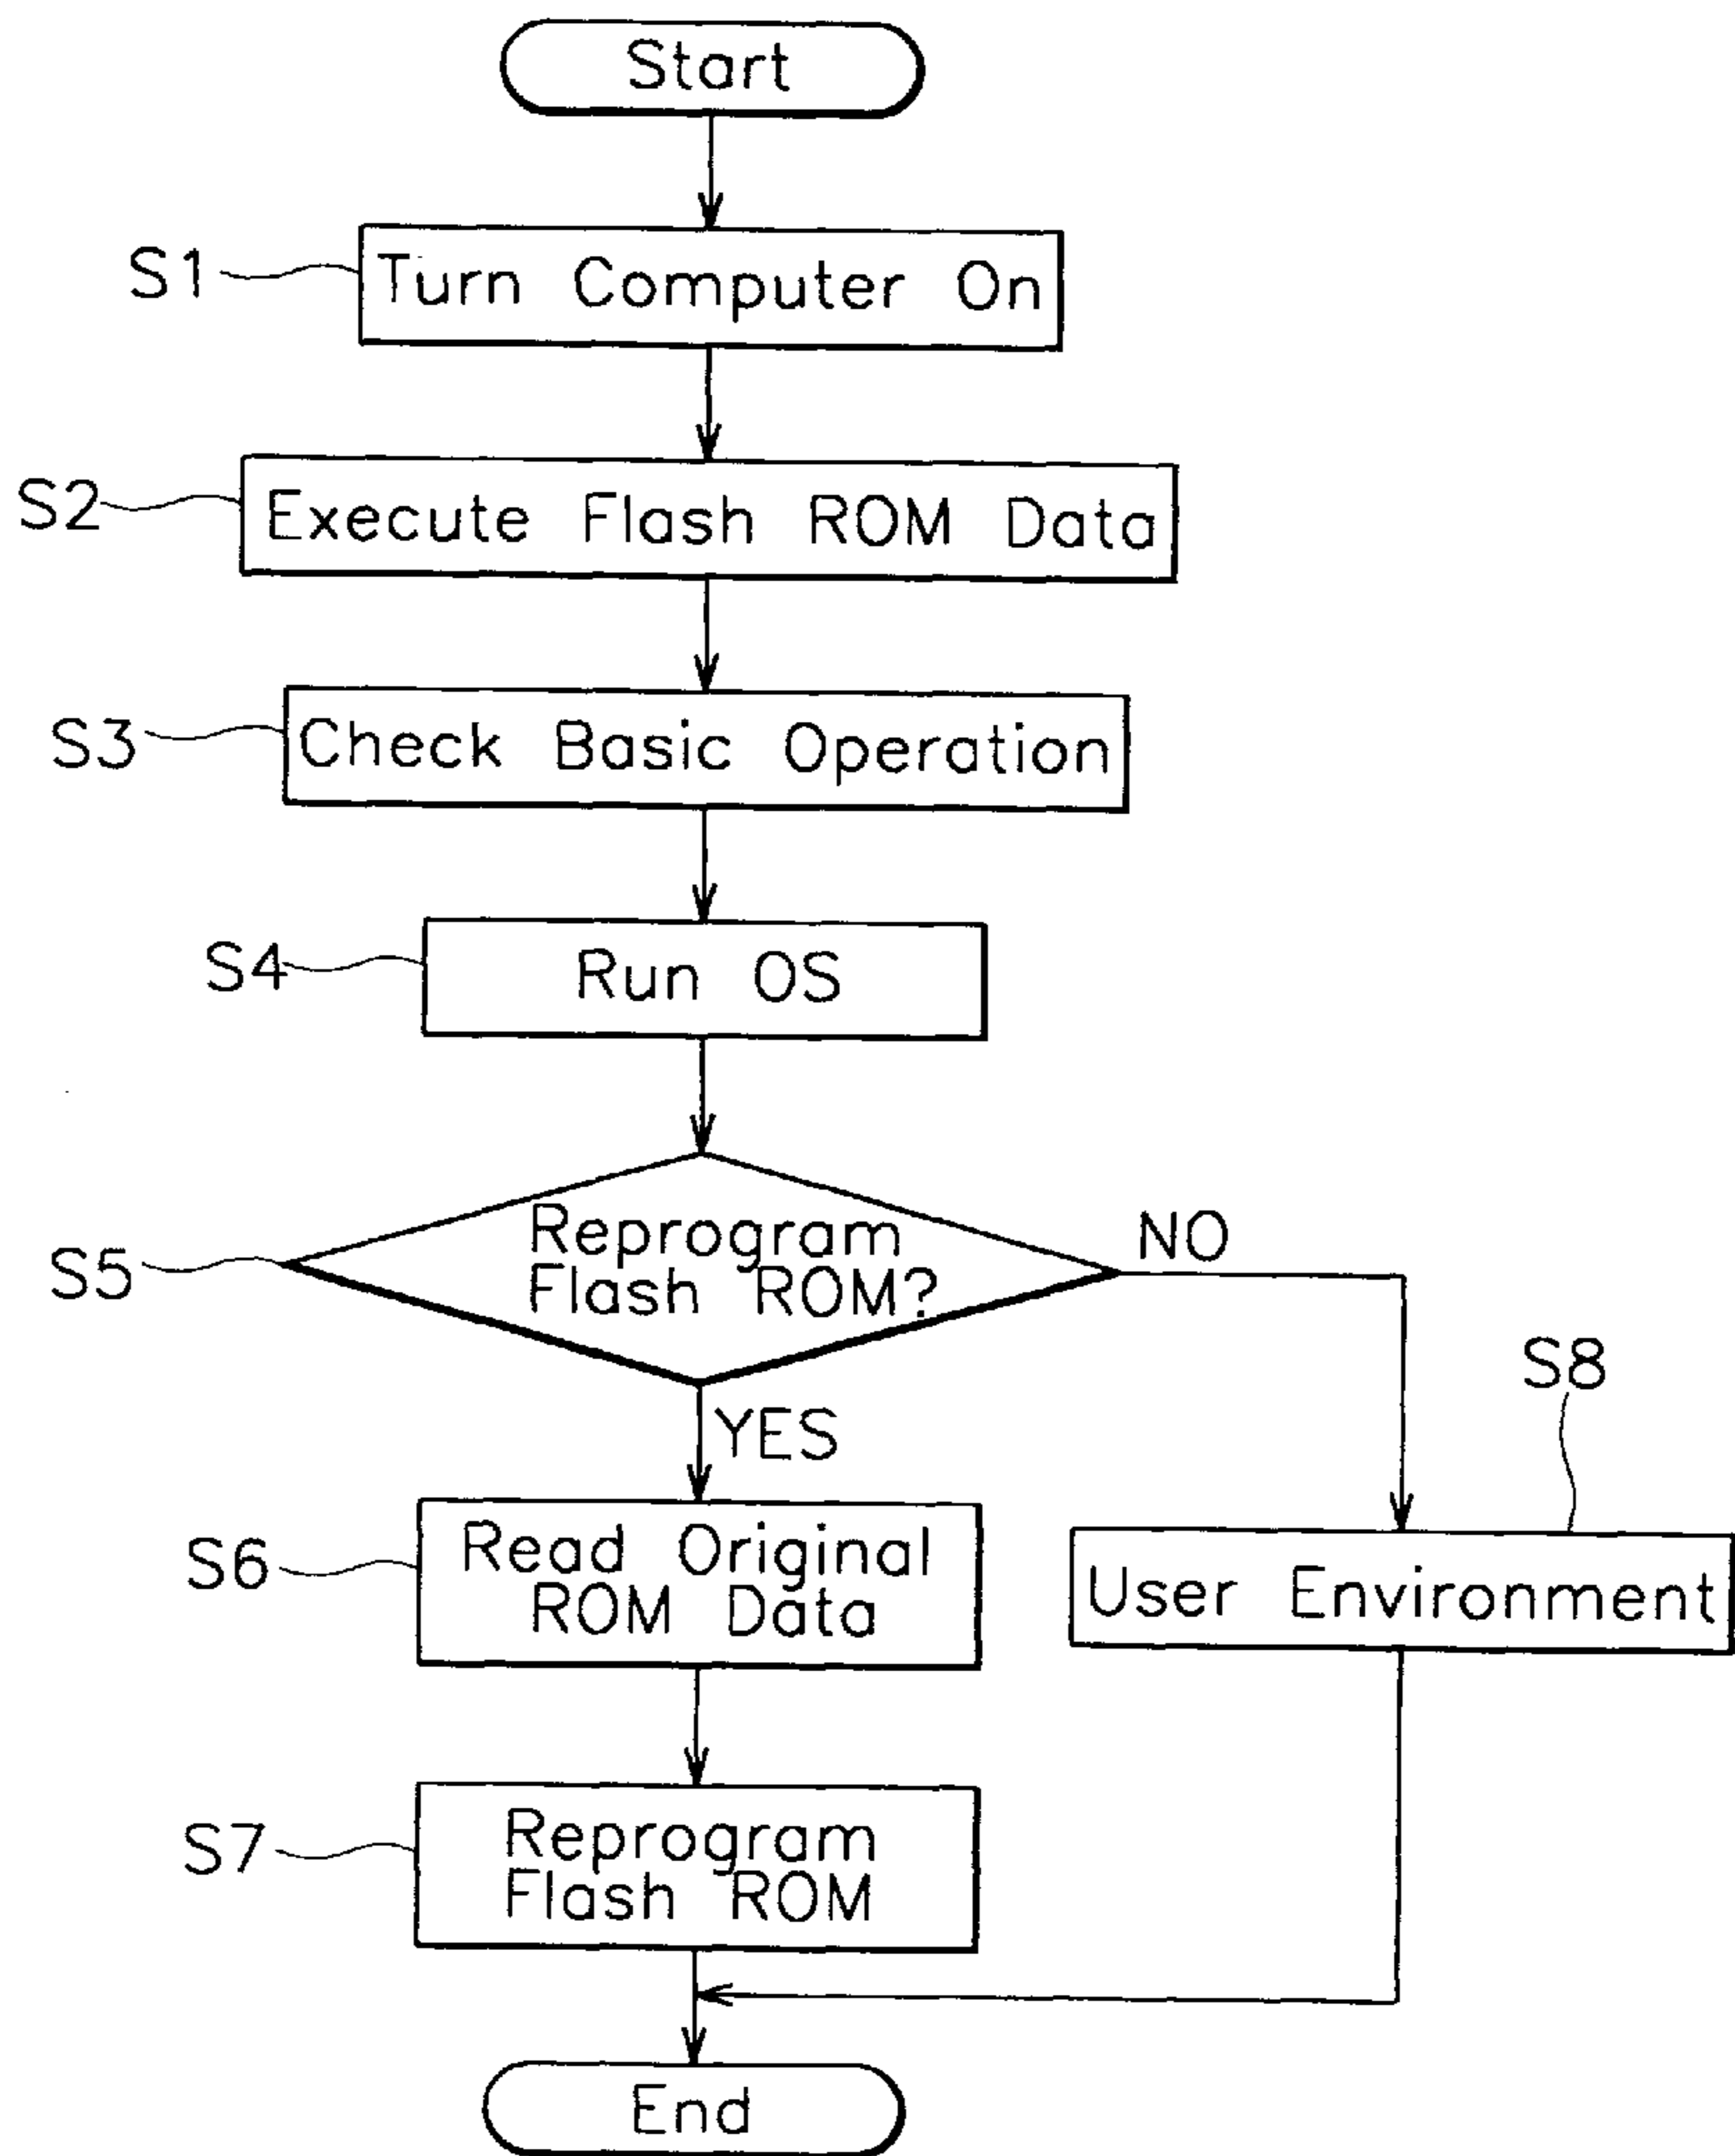 Start
S1
Turn Computer On
S2
Execute Flash ROM Data
S3
Check Basic Operation
S4
Run OS
S5
Reprogram
Flash ROM?
NO
YES
S6
Read Original
ROM Data
S8
User Environment
S7
Reprogram
Flash ROM
End